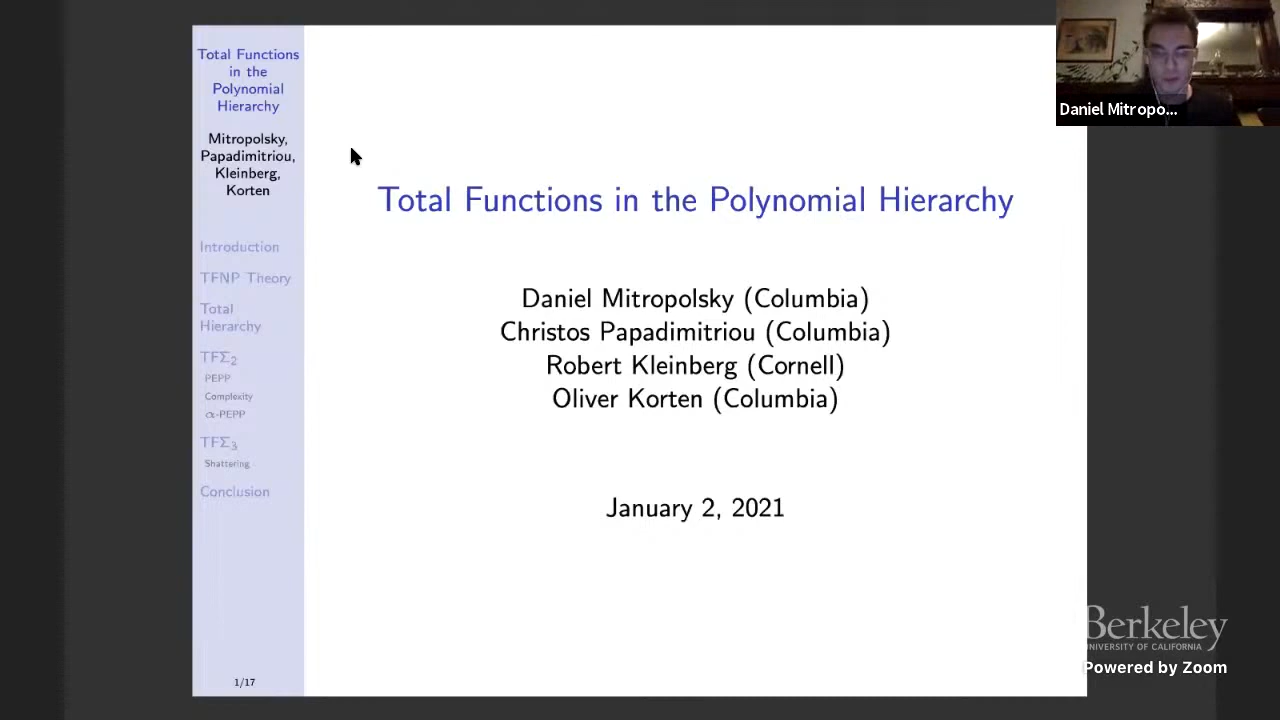 Total Functions
in the
Polynomial
Hierarchy
Mitropolsky,
Papadimitriou,
Kleinberg,
Korten
Introduction
TFNP Theory
Total
Hierarchy
TFΣ₂
PEPP
Complexity
α-PEPP
TFΣ₃
Shattering
Conclusion
1/17
Total Functions in the Polynomial Hierarchy
Daniel Mitropolsky (Columbia)
Christos Papadimitriou (Columbia)
Robert Kleinberg (Cornell)
Oliver Korten (Columbia)
January 2, 2021
Daniel Mitropo...
Berkeley
UNIVERSITY OF CALIFORNIA
Powered by Zoom